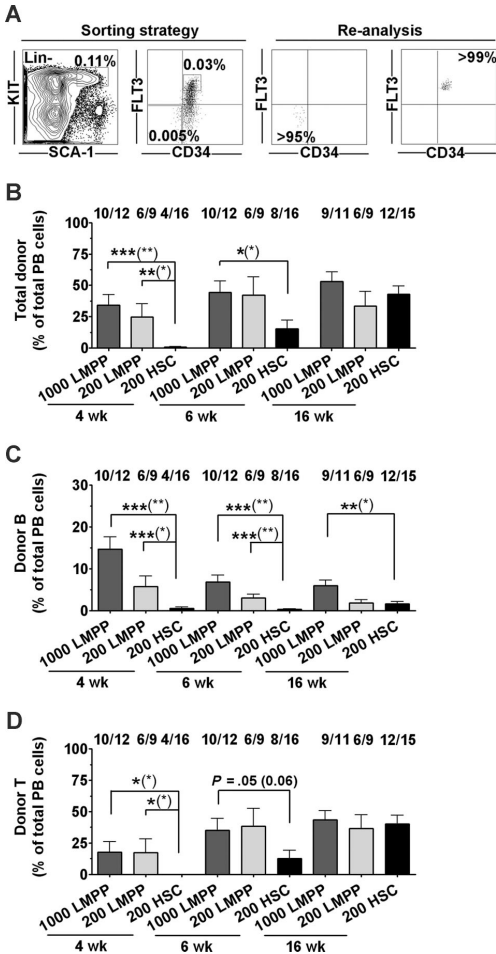 A
Sorting strategy
Re-analysis
Lin-
0.11%
KIT
SCA-1
0.03%
0.005%
FLT3
CD34
>95%
FLT3
CD34
>99%
FLT3
CD34
B
10/12 6/9 4/16 10/12 6/9 8/16 9/11 6/9 12/15
Total donor
(% of total PB cells)
100
75
50
25
0
***(**)
**(*)
*(*)
1000 LMPP
200 LMPP
200 HSC
1000 LMPP
200 LMPP
200 HSC
1000 LMPP
200 LMPP
200 HSC
4 wk
6 wk
16 wk
C
10/12 6/9 4/16 10/12 6/9 8/16 9/11 6/9 12/15
Donor B
(% of total PB cells)
30
20
10
0
***(**)
***(*)
***(**)
***(**)
**(*)
1000 LMPP
200 LMPP
200 HSC
1000 LMPP
200 LMPP
200 HSC
1000 LMPP
200 LMPP
200 HSC
4 wk
6 wk
16 wk
D
10/12 6/9 4/16 10/12 6/9 8/16 9/11 6/9 12/15
Donor T
(% of total PB cells)
100
75
50
25
0
*(*)
*(*)
P = .05 (0.06)
1000 LMPP
200 LMPP
200 HSC
1000 LMPP
200 LMPP
200 HSC
1000 LMPP
200 LMPP
200 HSC
4 wk
6 wk
16 wk